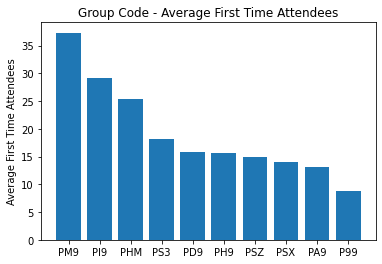 Group Code - Average First Time Attendees
Average First Time Attendees
35
30
25
20
15
10
5
0
PM9 PI9 PHM PS3 PD9 PH9 PSZ PSX PA9 P99